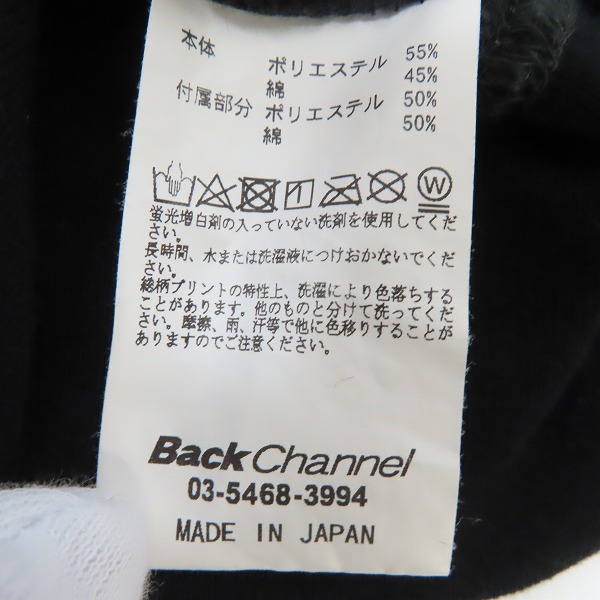 本体 ポリエステル 55%
綿 45%
付属部分 ポリエステル 50%
綿 50%
W
蛍光増白剤の入っていない洗剤を使用してくだ
さい。
長時間、水または洗濯液につけおかないでくだ
さい。
総柄プリントの特性上、洗濯により色落ちする
ことがあります。他のものと分けて洗ってくだ
さい。摩擦、雨、汗等で他に色移りすることが
ありますのでご注意ください。
BackChannel
03-5468-3994
MADE IN JAPAN